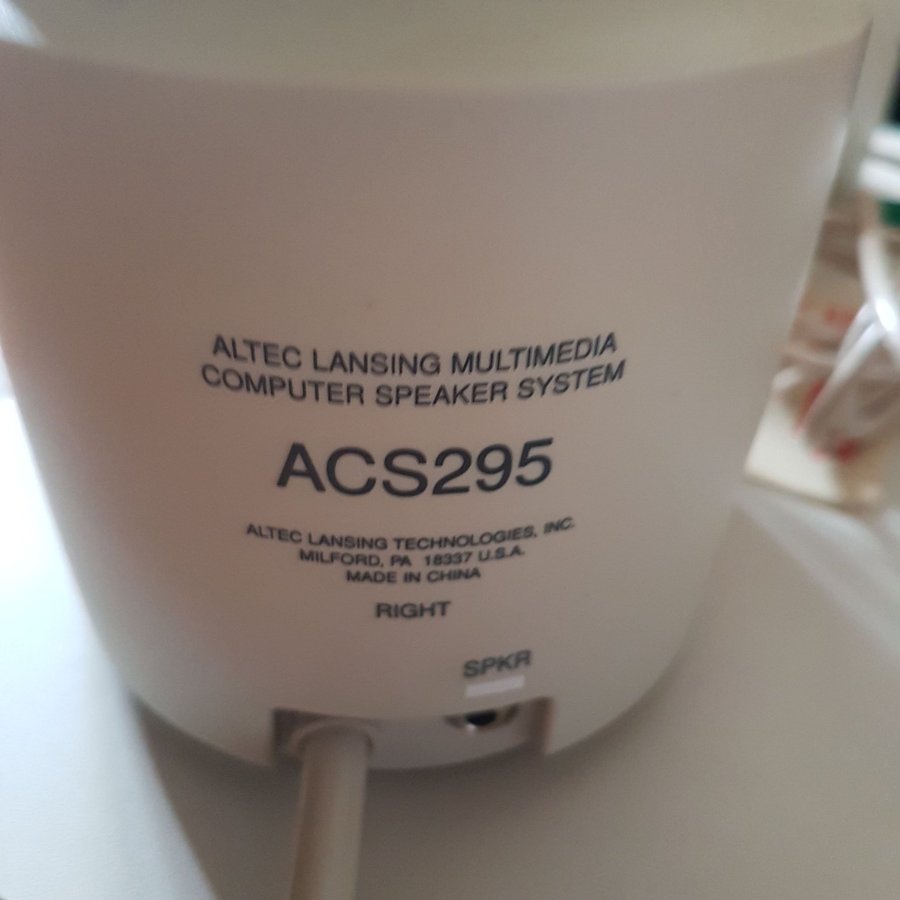 ALTEC LANSING MULTIMEDIA
COMPUTER SPEAKER SYSTEM
ACS295
ALTEC LANSING TECHNOLOGIES, INC.
MILFORD, PA 18337 U.S.A.
MADE IN CHINA
RIGHT
SPKR